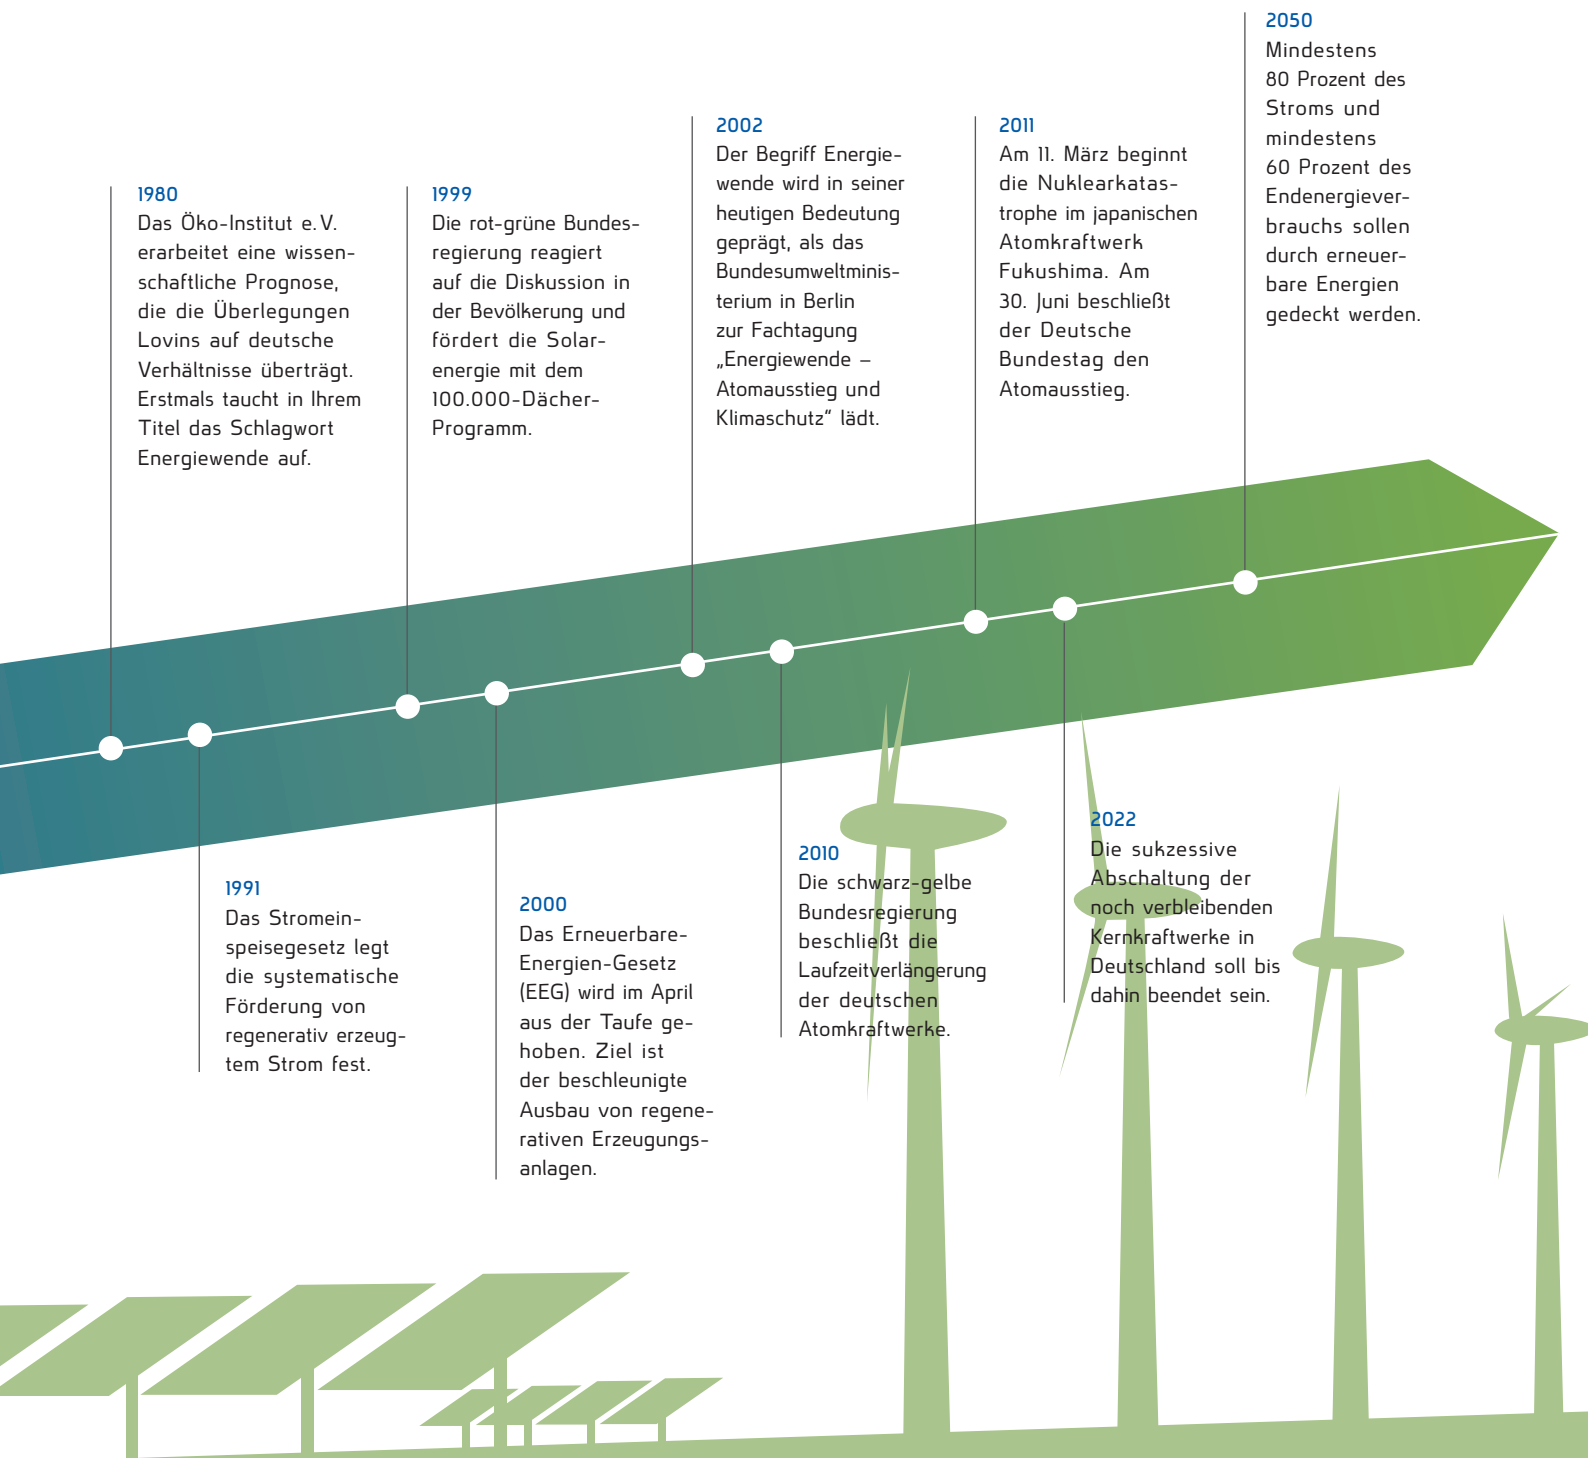 1980
Das Öko-Institut e.V.
erarbeitet eine wissen-
schaftliche Prognose,
die die Überlegungen
Lovins auf deutsche
Verhältnisse überträgt.
Erstmals taucht in Ihrem
Titel das Schlagwort
Energiewende auf.
1991
Das Stromein-
speisegesetz legt
die systematische
Förderung von
regenerativ erzeug-
tem Strom fest.
1999
Die rot-grüne Bundes-
regierung reagiert
auf die Diskussion in
der Bevölkerung und
fördert die Solar-
energie mit dem
100.000-Dächer-
Programm.
2000
Das Erneuerbare-
Energien-Gesetz
(EEG) wird im April
aus der Taufe ge-
hoben. Ziel ist
der beschleunigte
Ausbau von regene-
rativen Erzeugungs-
anlagen.
2002
Der Begriff Energie-
wende wird in seiner
heutigen Bedeutung
geprägt, als das
Bundesumweltminis-
terium in Berlin
zur Fachtagung
„Energiewende –
Atomausstieg und
Klimaschutz“ lädt.
2010
Die schwarz-gelbe
Bundesregierung
beschließt die
Laufzeitverlängerung
der deutschen
Atomkraftwerke.
2011
Am 11. März beginnt
die Nuklearkatas-
trophe im japanischen
Atomkraftwerk
Fukushima. Am
30. Juni beschließt
der Deutsche
Bundestag den
Atomausstieg.
2022
Die sukzessive
Abschaltung der
noch verbleibenden
Kernkraftwerke in
Deutschland soll bis
dahin beendet sein.
2050
Mindestens
80 Prozent des
Stroms und
mindestens
60 Prozent des
Endenergiever-
brauchs sollen
durch erneuer-
bare Energien
gedeckt werden.